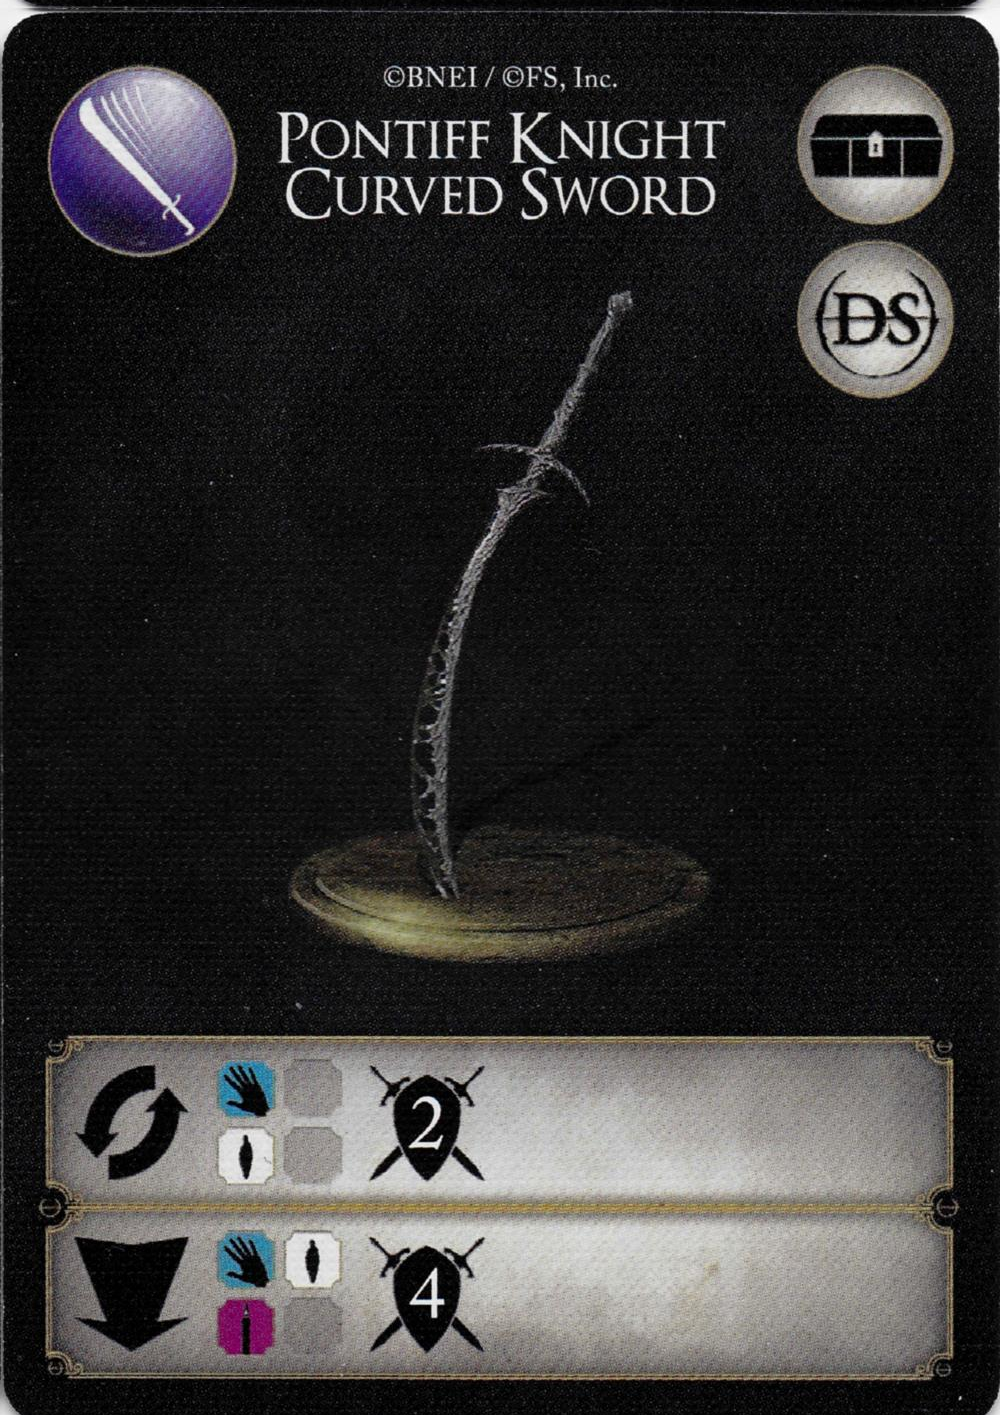 ©BNEI / ©FS, Inc.
PONTIFF KNIGHT
CURVED SWORD
DS
2
4